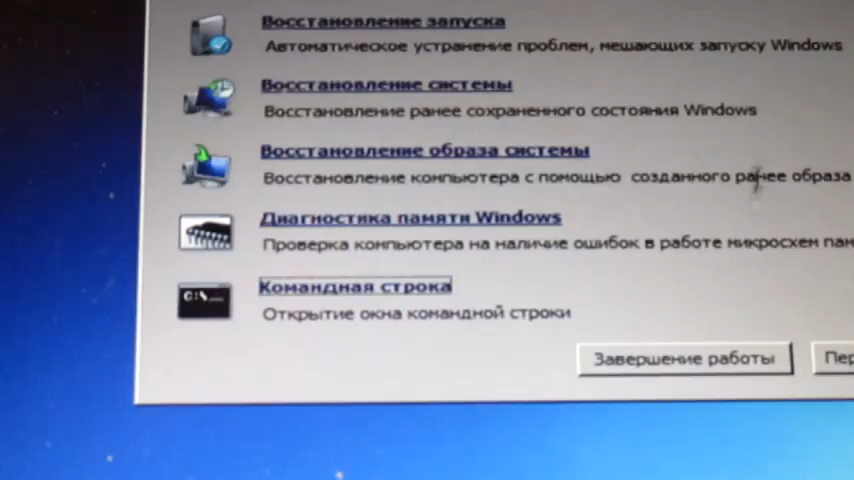 Восстановление запуска
Автоматическое устранение проблем, мешающих запуску Windows
Восстановление системы
Восстановление ранее сохраненного состояния Windows
Восстановление образа системы
Восстановление компьютера с помощью созданного ранее образа
Диагностика памяти Windows
Проверка компьютера на наличие ошибок в работе микросхем
C:\_
Командная строка
Открытие окна командной строки
Завершение работы